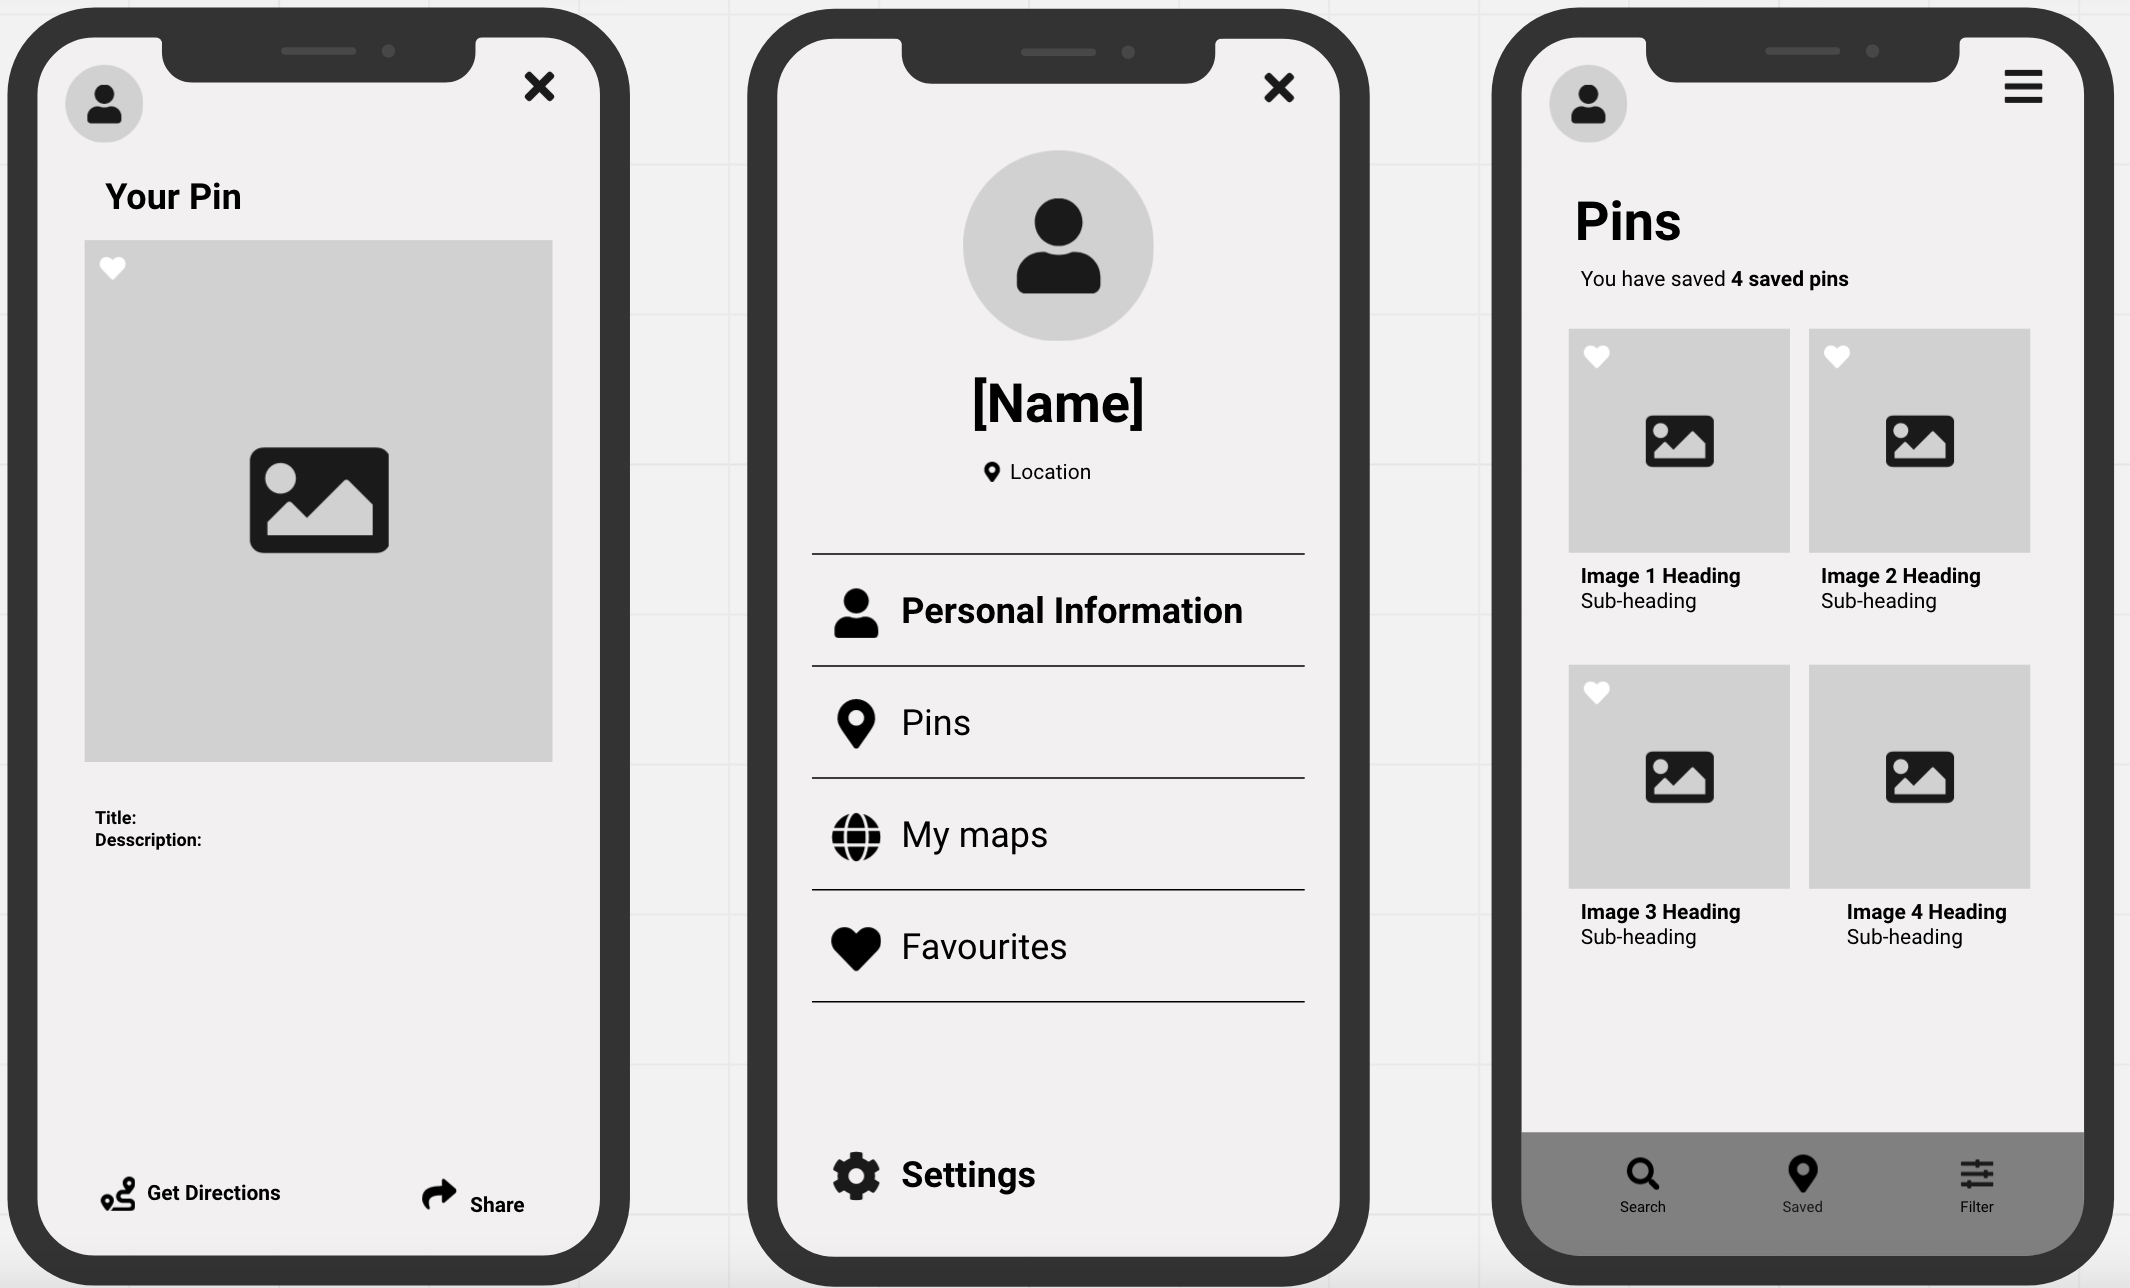 Your Pin
Title:
Desscription:
Get Directions
Share
[Name]
Location
Personal Information
Pins
My maps
Favourites
Settings
Pins
You have saved 4 saved pins
Image 1 Heading
Sub-heading
Image 2 Heading
Sub-heading
Image 3 Heading
Sub-heading
Image 4 Heading
Sub-heading
Search
Saved
Filter